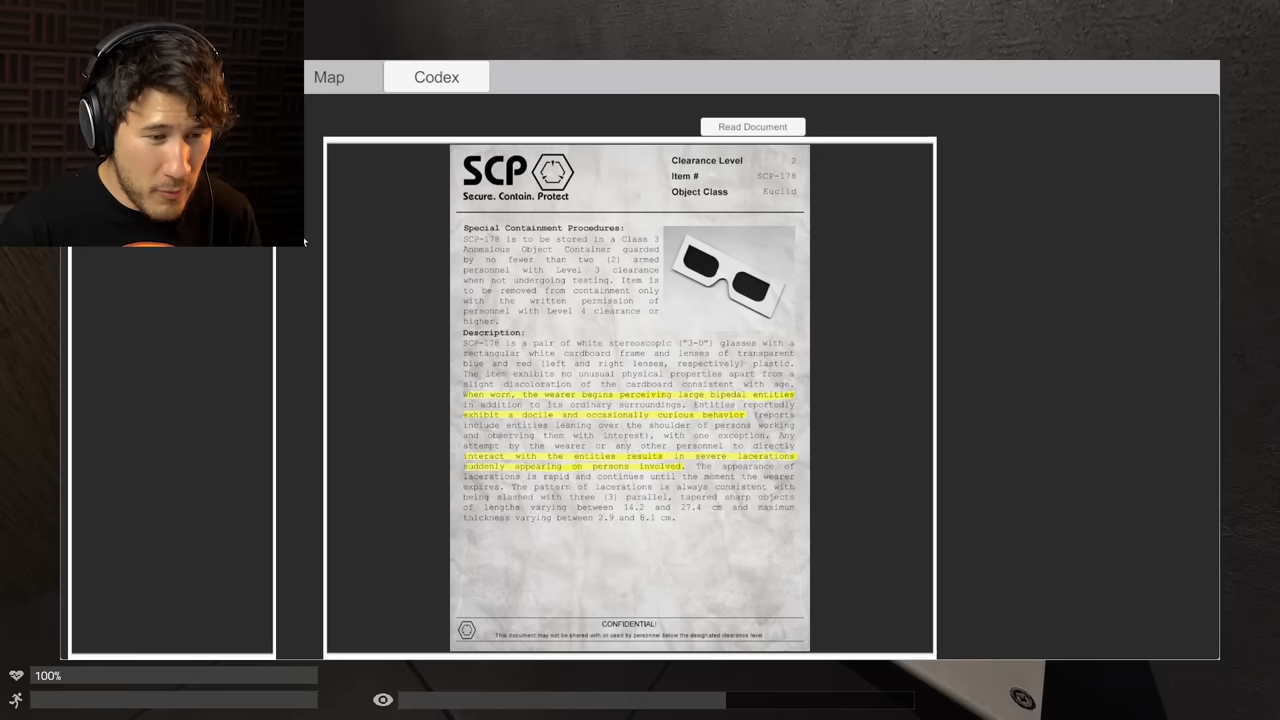 Map
Codex
Read Document
SCP
Secure. Contain. Protect
Clearance Level 2
Item # SCP-178
Object Class Euclid
Special Containment Procedures:
SCP-178 is to be stored in a Class 3
Anomalous Object Container guarded
by no fewer than two (2) armed
personnel with Level 3 clearance
when not undergoing testing. Item is
to be removed from containment only
with the written permission of
personnel with Level 4 clearance or
higher.
Description:
SCP-178 is a pair of white stereoscopic ("3-D") glasses with a
rectangular white cardboard frame and lenses of transparent
blue and red (left and right lenses, respectively) plastic.
The item exhibits no unusual physical properties apart from a
slight discoloration of the cardboard consistent with age.
When worn, the wearer begins perceiving large bipedal entities
in addition to its ordinary surroundings. Entities reportedly
exhibit a docile and occasionally curious behavior (reports
include entities leaning over the shoulder of persons working
and observing them with interest), with one exception. Any
attempt by the wearer or any other personnel to directly
interact with the entities results in severe lacerations
suddenly appearing on persons involved. The appearance of
lacerations is rapid and continues until the moment the wearer
expires. The pattern of lacerations is always consistent with
being slashed with three (3) parallel, tapered sharp objects
of lengths varying between 14.2 and 27.4 cm and maximum
thickness varying between 2.9 and 8.1 cm.
CONFIDENTIAL!
This document may not be shared with or used by personnel below the designated clearance level
100%